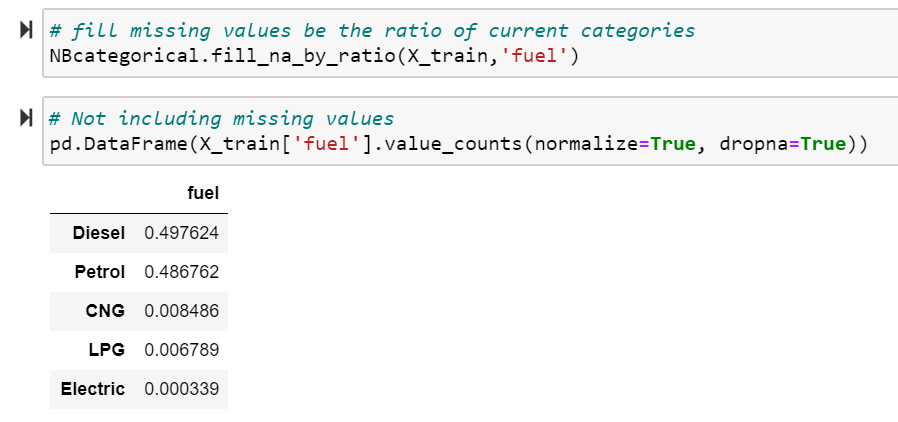 # fill missing values be the ratio of current categories
NBcategorical.fill_na_by_ratio(X_train,'fuel')
# Not including missing values
pd.DataFrame(X_train['fuel'].value_counts(normalize=True, dropna=True))
fuel
Diesel 0.497624
Petrol 0.486762
CNG 0.008486
LPG 0.006789
Electric 0.000339